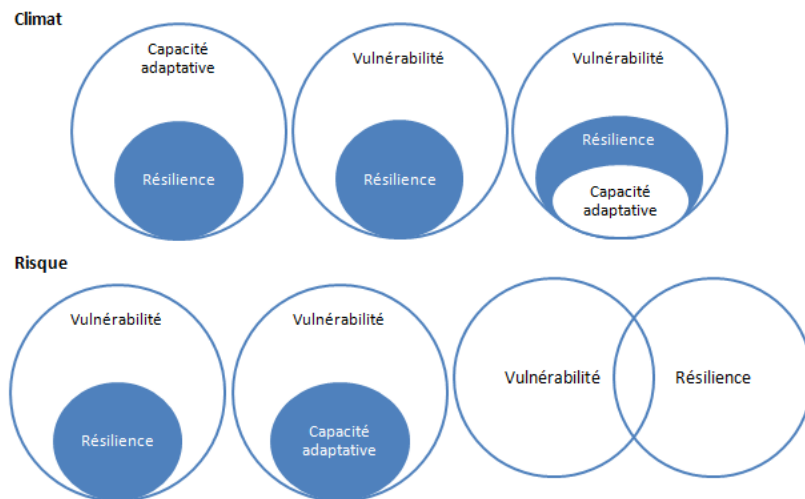 Climat
Capacité
adaptative
Résilience
Vulnérabilité
Résilience
Vulnérabilité
Résilience
Capacité
adaptative
Risque
Vulnérabilité
Résilience
Vulnérabilité
Capacité
adaptative
Vulnérabilité
Résilience